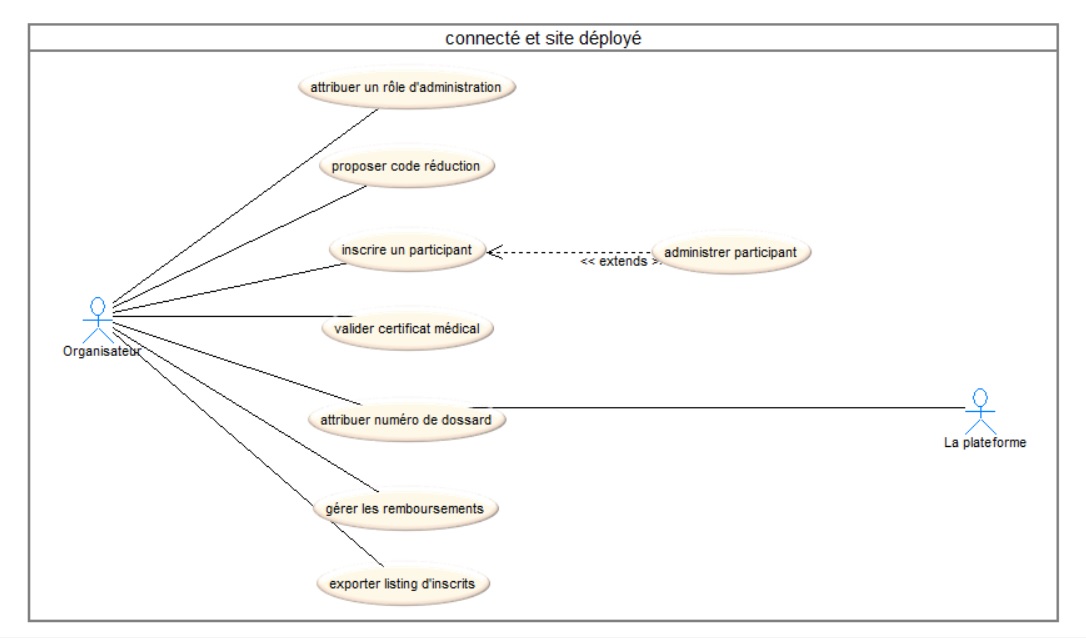 connecté et site déployé
attribuer un rôle d'administration
proposer code réduction
inscrire un participant
<< extends >
administrer participant
valider certificat médical
Organisateur
attribuer numéro de dossard
La plateforme
gérer les remboursements
exporter listing d'inscrits